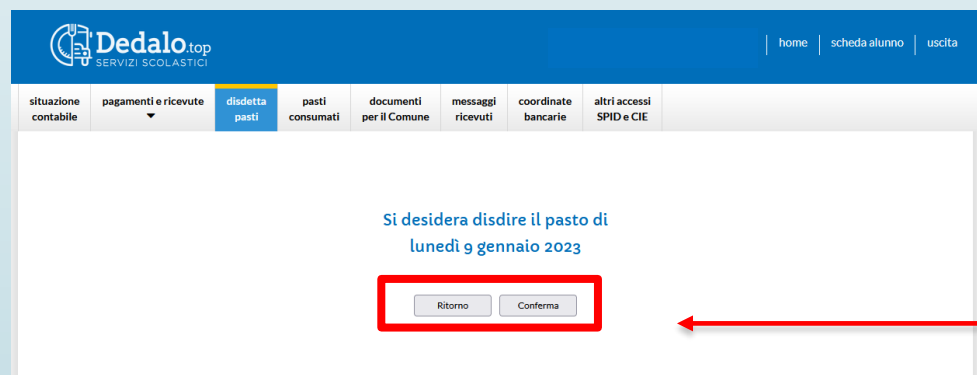 Dedalo.top
SERVIZI SCOLASTICI
home scheda alunno uscita
situazione contabile
pagamenti e ricevute
disdetta pasti
pasti consumati
documenti per il Comune
messaggi ricevuti
coordinate bancarie
altri accessi SPID e CIE
Si desidera disdire il pasto di
lunedì 9 gennaio 2023
Ritorno Conferma